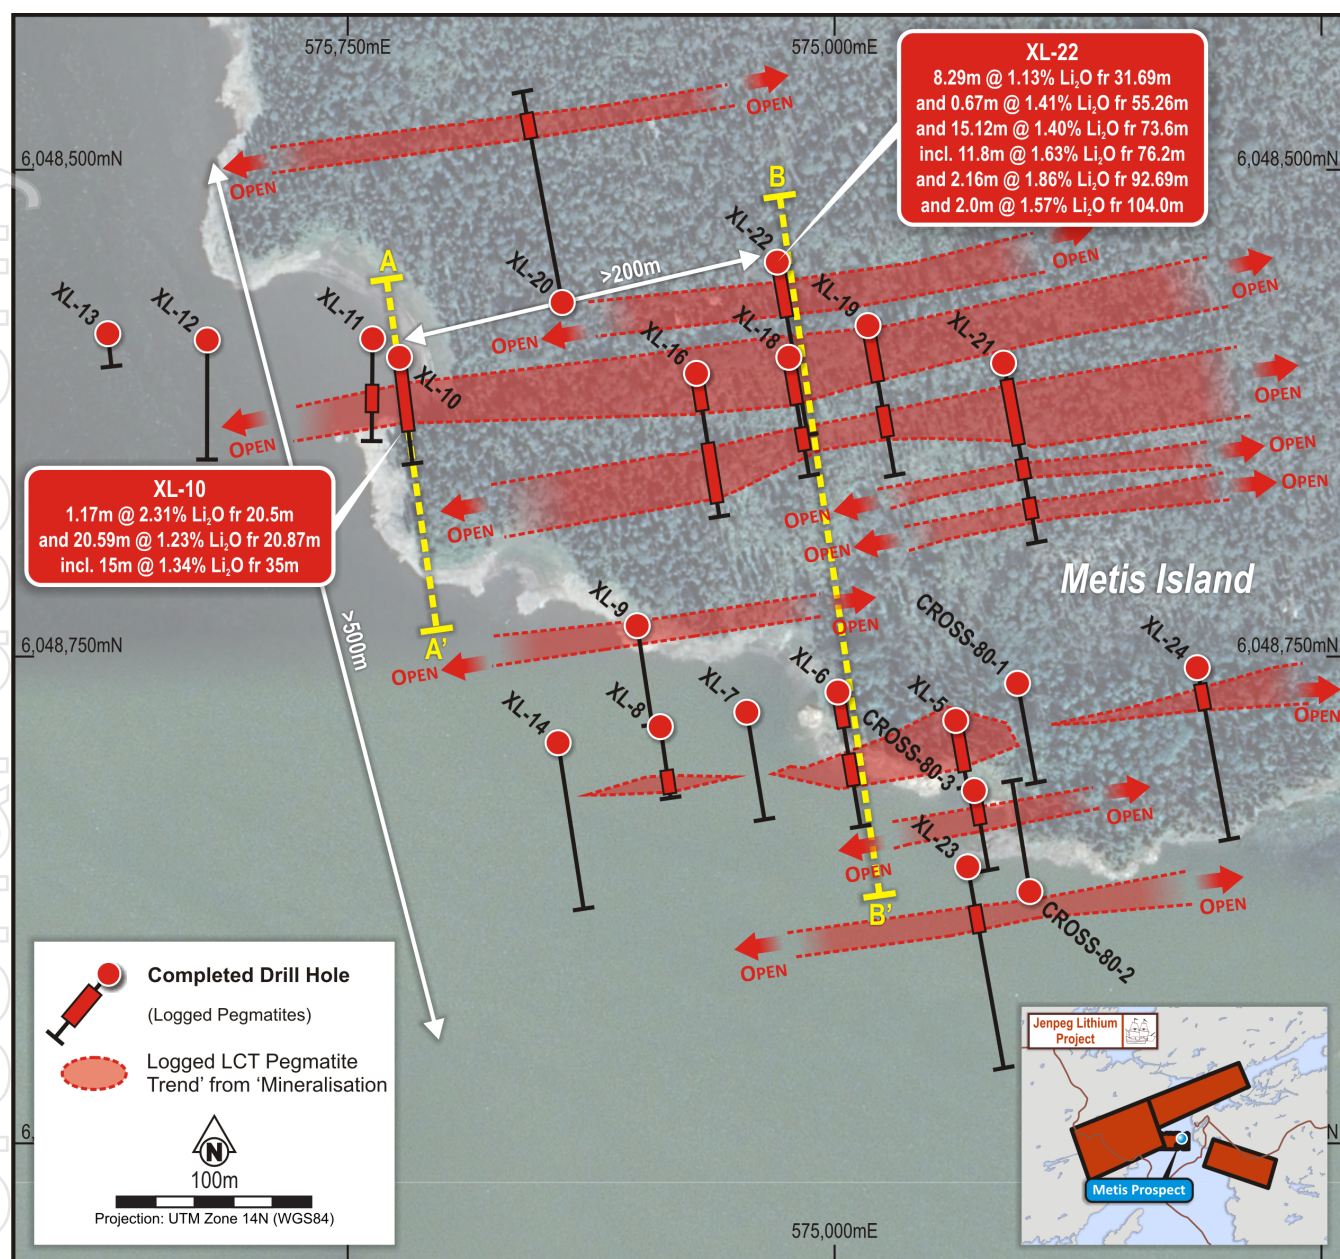 575,750mE
575,000mE
XL-22
8.29m @ 1.13% Li2O fr 31.69m
and 0.67m @ 1.41% Li2O fr 55.26m
and 15.12m @ 1.40% Li2O fr 73.6m
incl. 11.8m @ 1.63% Li2O fr 76.2m
and 2.16m @ 1.86% Li2O fr 92.69m
and 2.0m @ 1.57% Li2O fr 104.0m
OPEN
6,048,500mN
6,048,500mN
OPEN
B
XL-22
OPEN
A
XL-20
>200m
OPEN
XL-13
XL-12
XL-11
XL-19
OPEN
XL-16
XL-18
XL-21
XL-10
OPEN
OPEN
OPEN
OPEN
XL-10
1.17m @ 2.31% Li2O fr 20.5m
and 20.59m @ 1.23% Li2O fr 20.87m
incl. 15m @ 1.34% Li2O fr 35m
OPEN
OPEN
OPEN
OPEN
Metis Island
XL-9
>500m
OPEN
CROSS-80-1
XL-24
6,048,750mN
A'
6,048,750mN
OPEN
XL-14
XL-8
XL-7
XL-6
XL-5
OPEN
CROSS-80-3
OPEN
XL-23
OPEN
B'
OPEN
CROSS-80-2
OPEN
Completed Drill Hole
(Logged Pegmatites)
Logged LCT Pegmatite
Trend' from 'Mineralisation
N
100m
Projection: UTM Zone 14N (WGS84)
Jenpeg Lithium
Project
Metis Prospect
6,
N
575,000mE